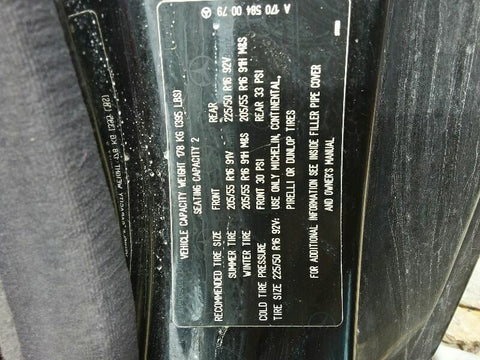 A 170 584 00 79
VEHICLE CAPACITY WEIGHT 178 KG (395 LBS)
SEATING CAPACITY 2
FRONT REAR
RECOMMENDED TIRE SIZE
SUMMER TIRE 205/55 R16 91V 225/50 R16 92V
WINTER TIRE 205/55 R16 91H M&S 205/55 R16 91H M&S
COLD TIRE PRESSURE FRONT 30 PSI REAR 33 PSI
TIRE SIZE 225/50 R16 92V: USE ONLY MICHELIN, CONTINENTAL,
PIRELLI OR DUNLOP TIRES
FOR ADDITIONAL INFORMATION SEE INSIDE FILLER PIPE COVER
AND OWNER'S MANUAL